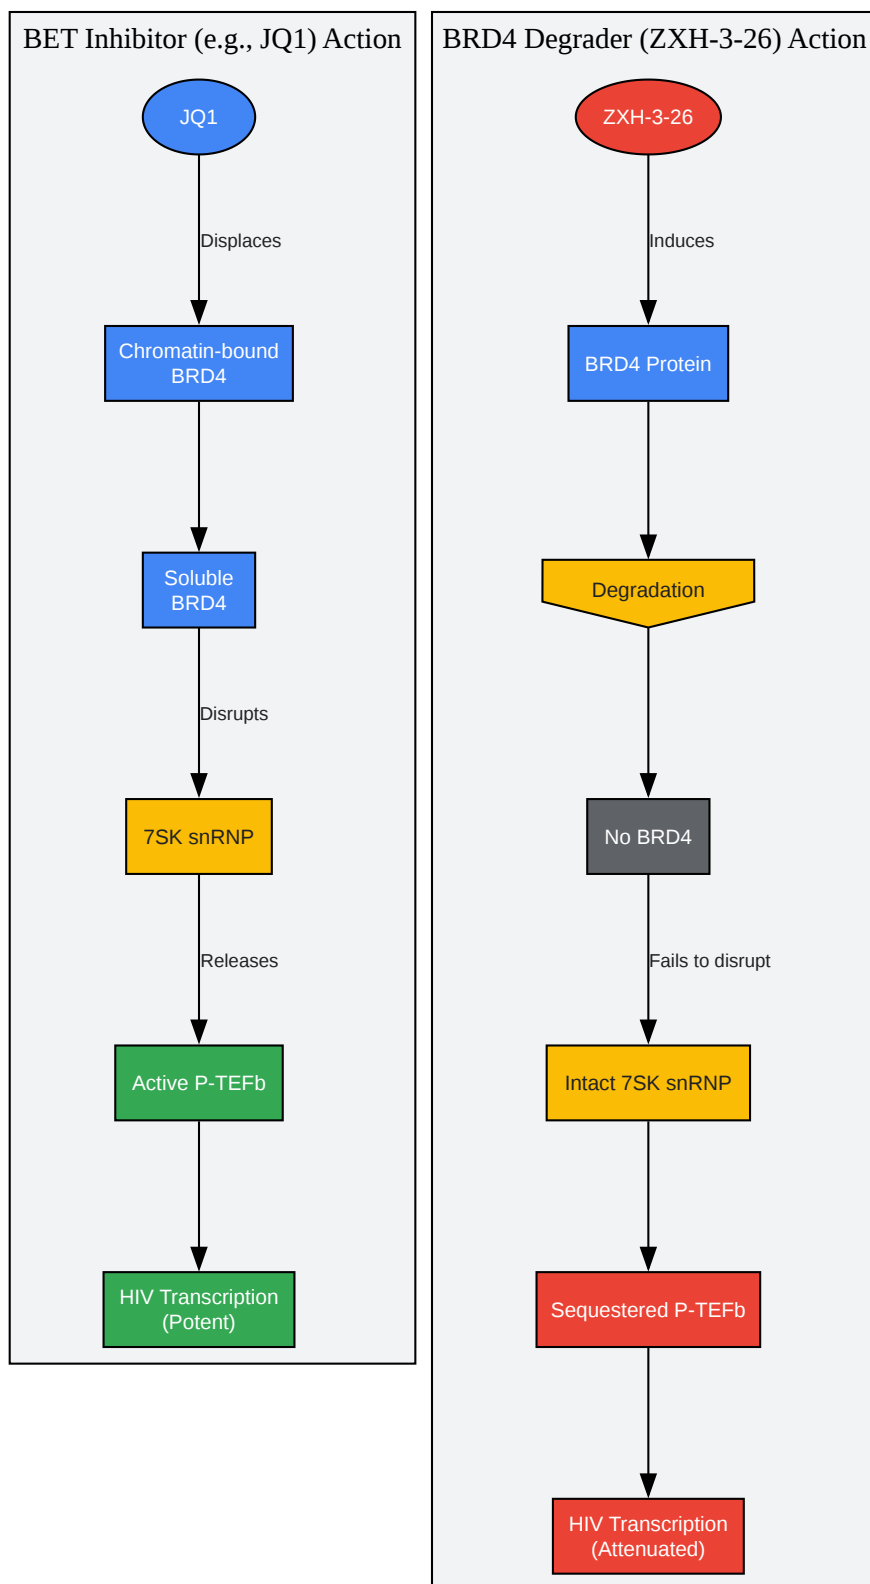 BET Inhibitor (e.g., JQ1) Action
JQ1
Displaces
Chromatin-bound
BRD4
Soluble
BRD4
Disrupts
7SK snRNP
Releases
Active P-TEFb
HIV Transcription
(Potent)
BRD4 Degrader (ZXH-3-26) Action
ZXH-3-26
Induces
BRD4 Protein
Degradation
No BRD4
Fails to disrupt
Intact 7SK snRNP
Sequestered P-TEFb
HIV Transcription
(Attenuated)